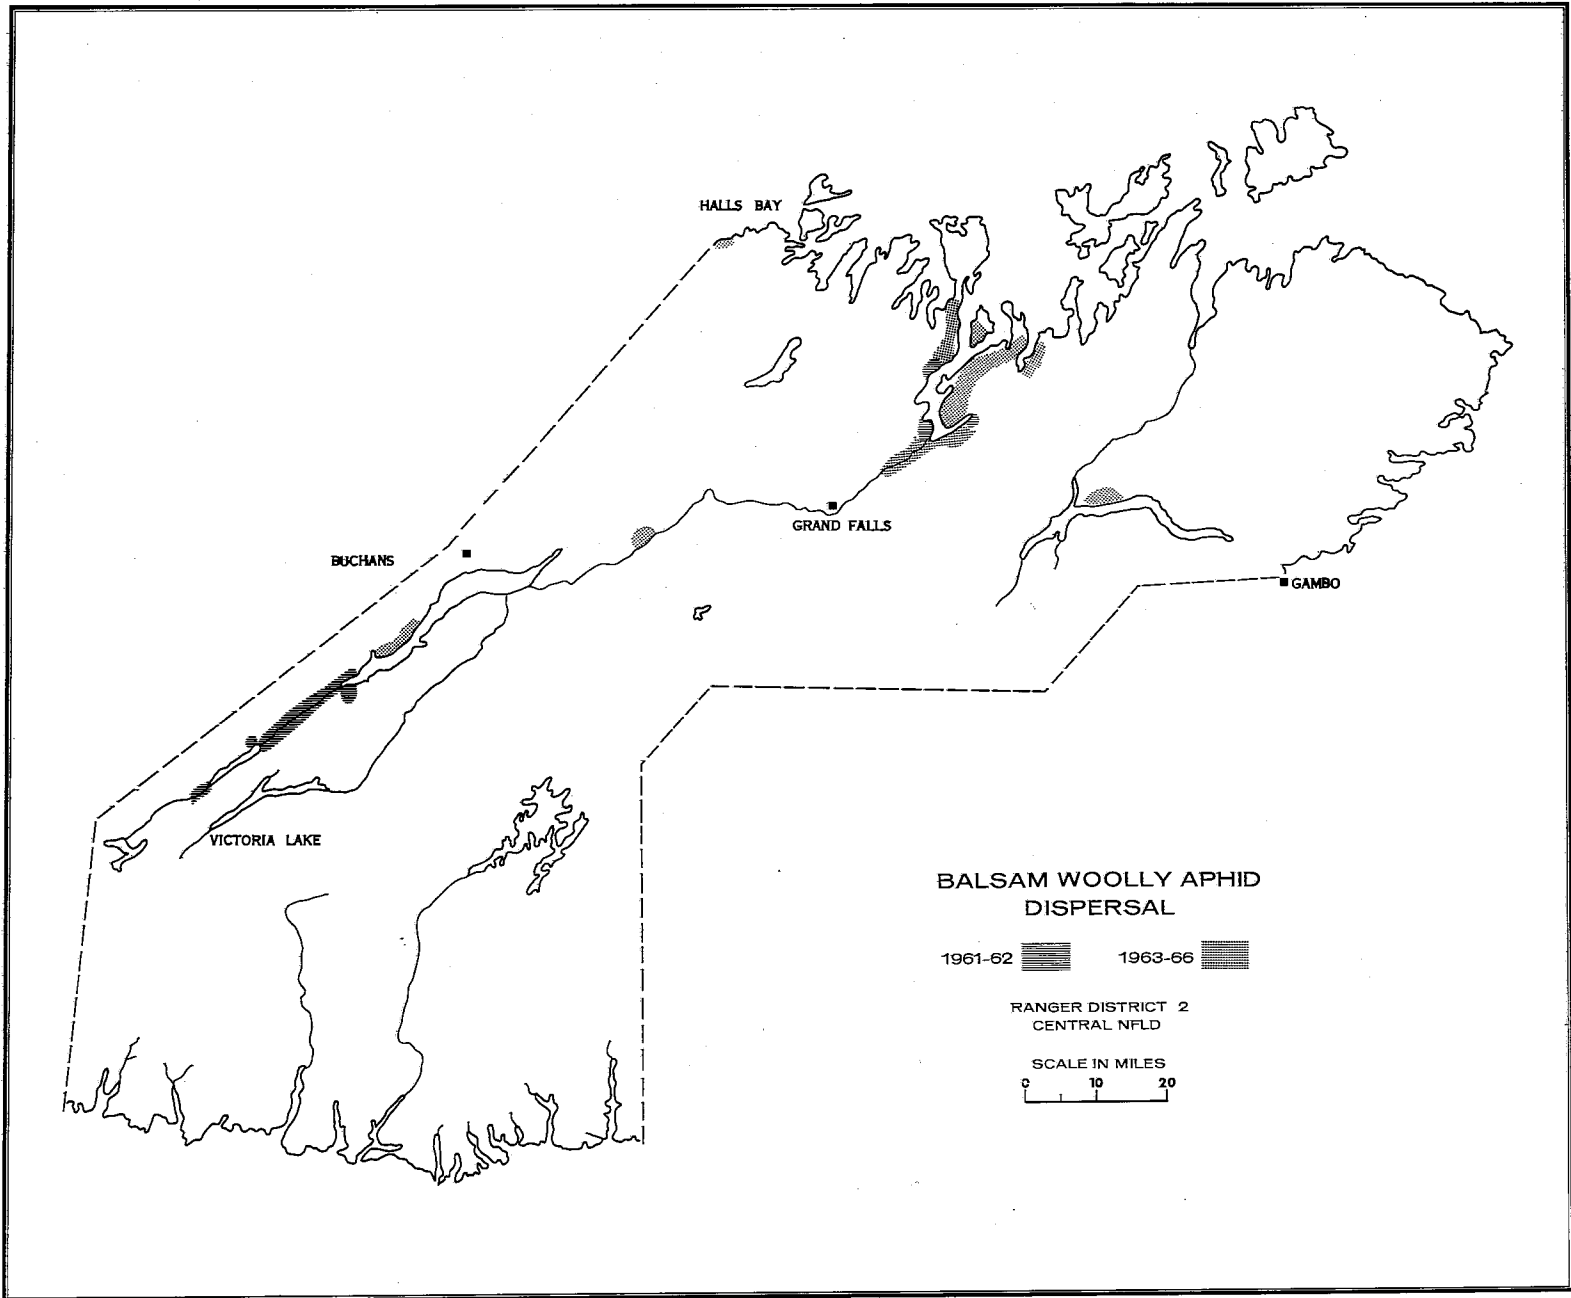 HALLS BAY
GRAND FALLS
BUCHANS
GAMBO
VICTORIA LAKE
BALSAM WOOLLY APHID
DISPERSAL
1961-62 1963-66
RANGER DISTRICT 2
CENTRAL NFLD
SCALE IN MILES
0 10 20